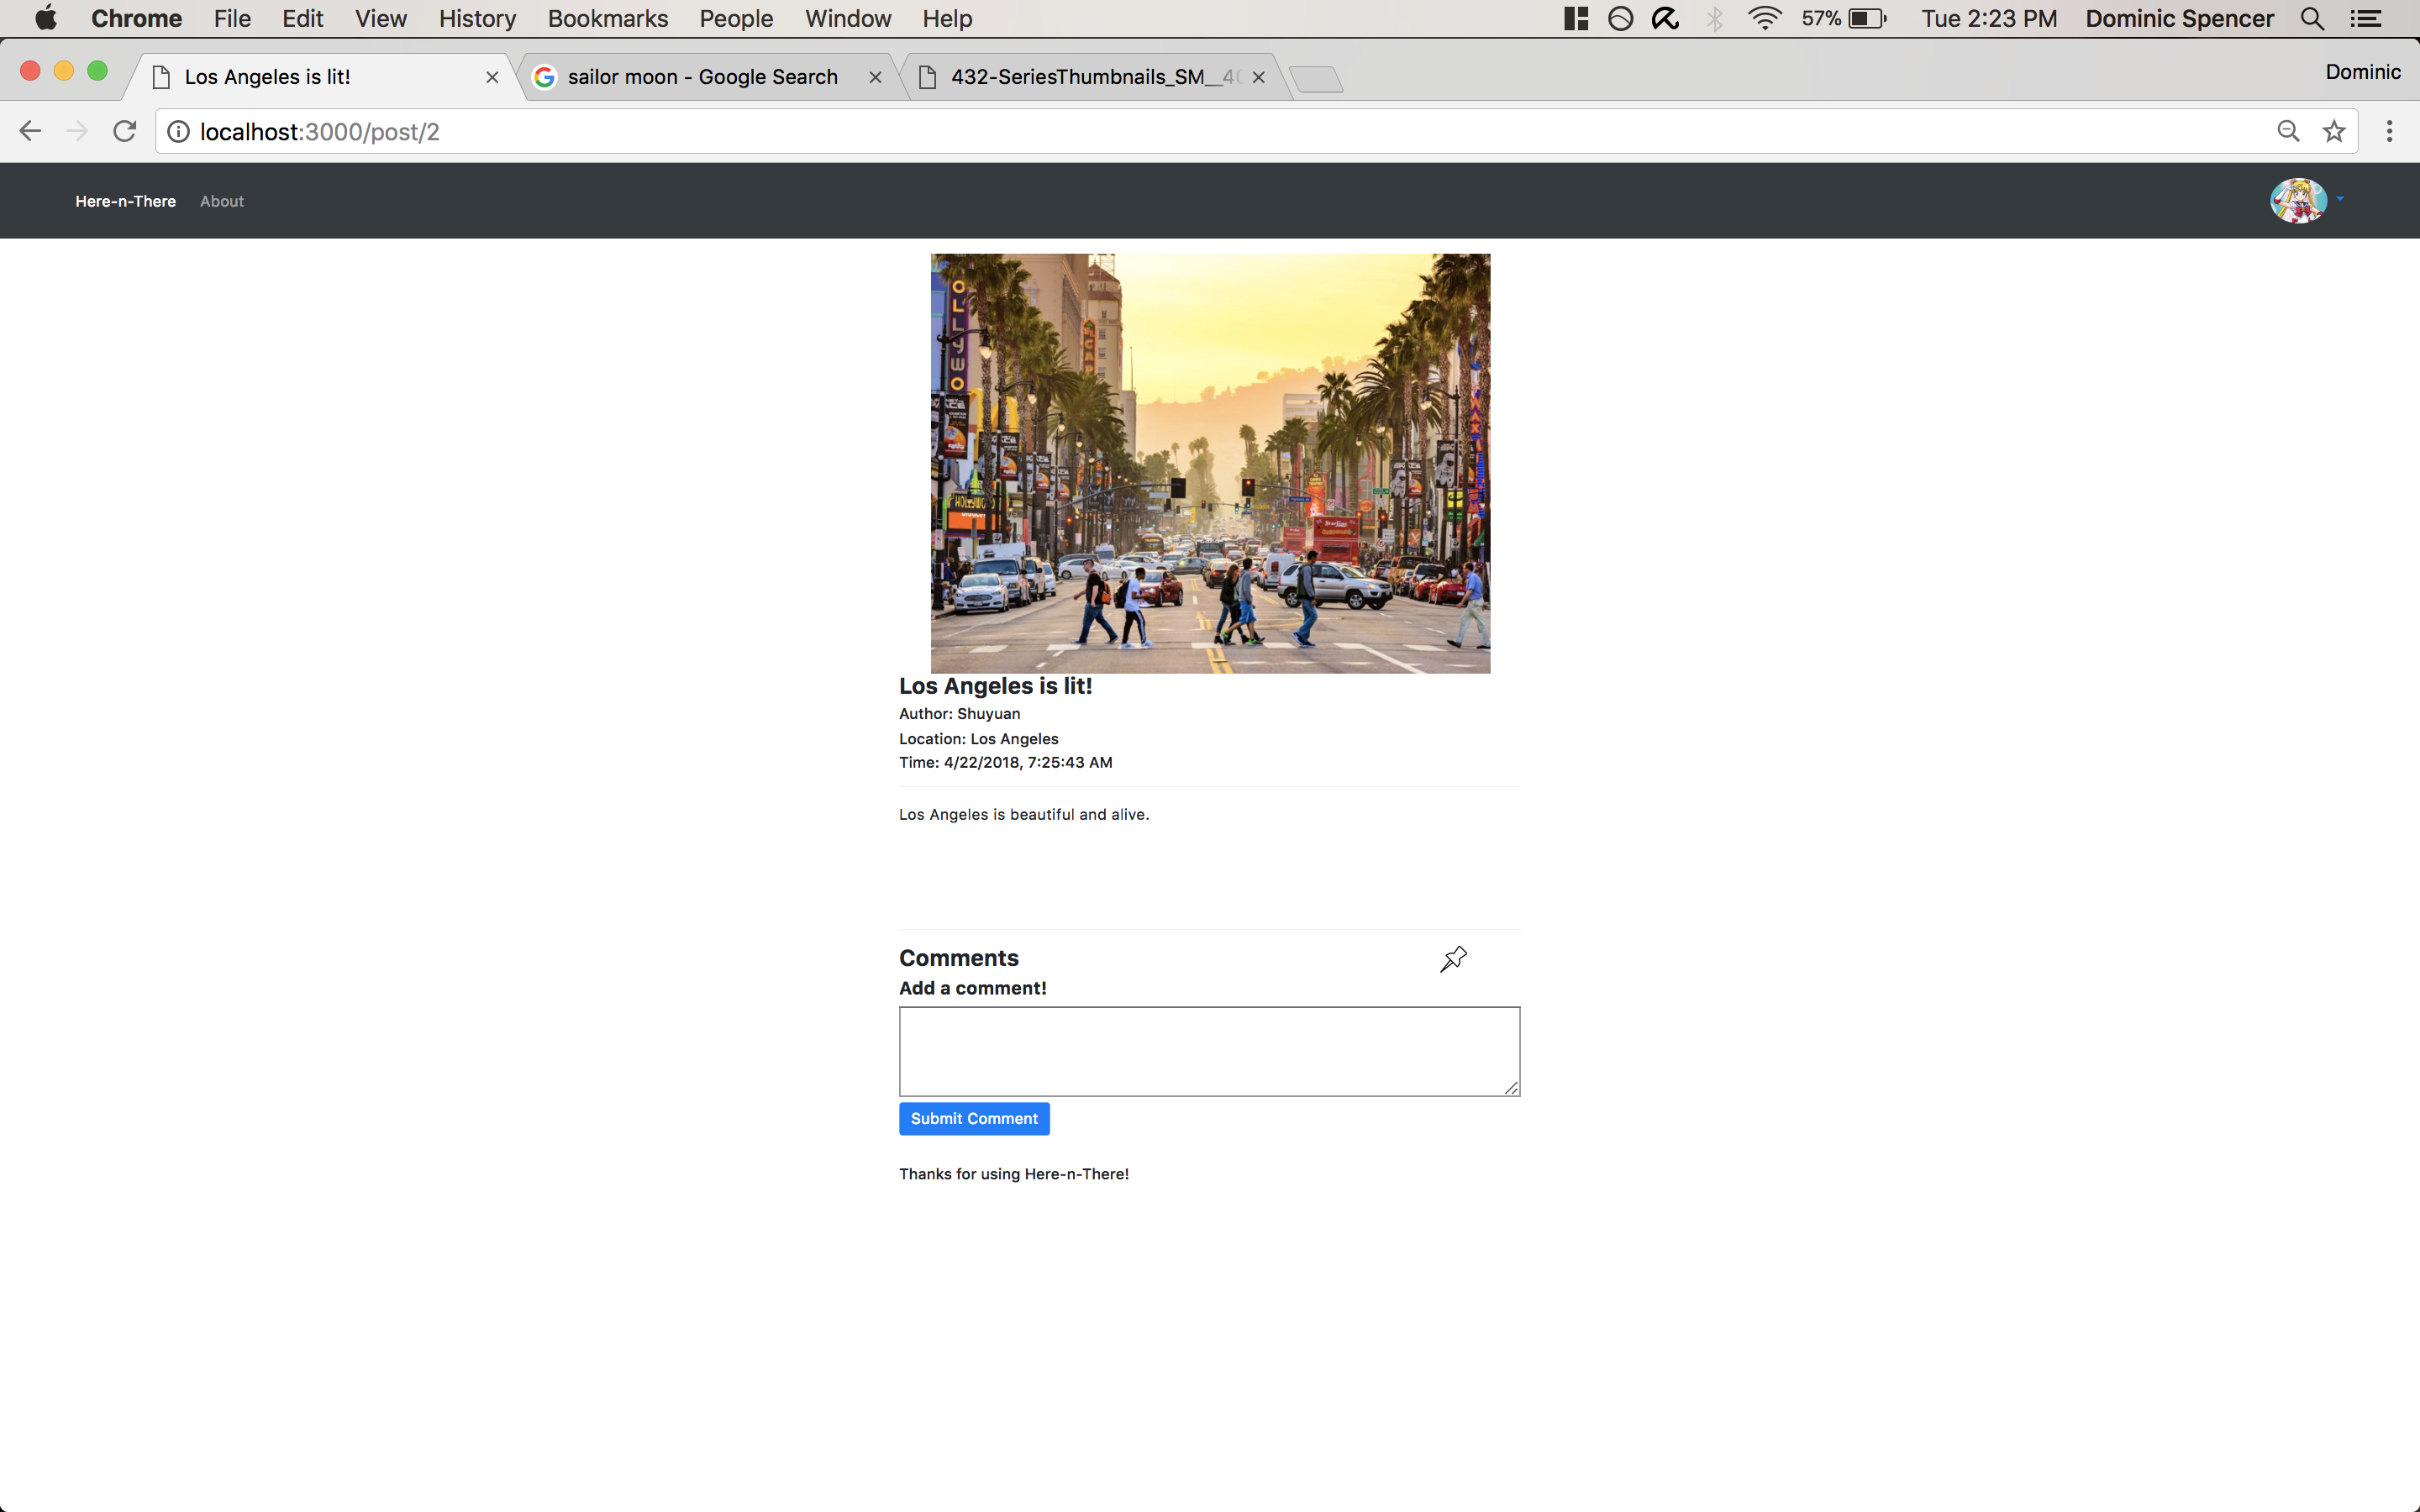 Chrome File Edit View History Bookmarks People Window Help 57% Tue 2:23 PM Dominic Spencer
Los Angeles is lit! sailor moon - Google Search 432-SeriesThumbnails_SM__40 Dominic
localhost:3000/post/2
Here-n-There About
OLLYWO
HOLLYWO
Los Angeles is lit!
Author: Shuyuan
Location: Los Angeles
Time: 4/22/2018, 7:25:43 AM
Los Angeles is beautiful and alive.
Comments
Add a comment!
Submit Comment
Thanks for using Here-n-There!